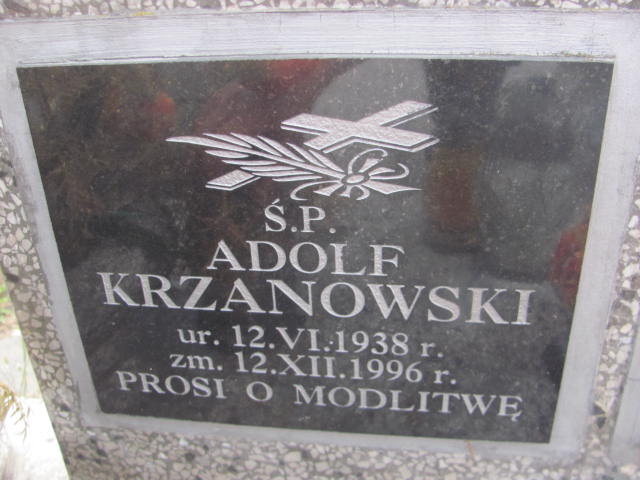 Ś.P.
ADOLF
KRZANOWSKI
ur. 12.VI.1938 r.
zm. 12.XII.1996 r.
PROSI O MODLITWĘ